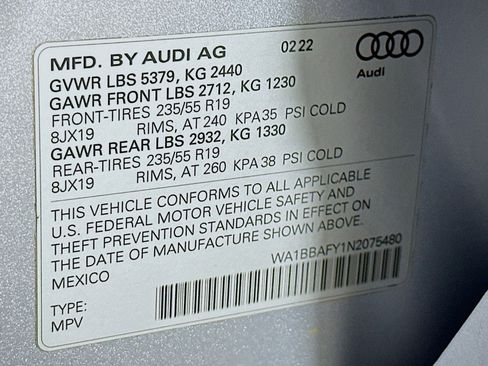 MFD. BY AUDI AG 02 22
Audi
GVWR LBS 5379, KG 2440
GAWR FRONT LBS 2712, KG 1230
FRONT-TIRES 235/55 R19
8JX19 RIMS, AT 240 KPA35 PSI COLD
GAWR REAR LBS 2932, KG 1330
REAR-TIRES 235/55 R19
8JX19 RIMS, AT 260 KPA 38 PSI COLD
THIS VEHICLE CONFORMS TO ALL APPLICABLE
U.S. FEDERAL MOTOR VEHICLE SAFETY AND
THEFT PREVENTION STANDARDS IN EFFECT ON
THE DATE OF MANUFACTURE SHOWN ABOVE.
MEXICO
WA1BBAFY1N2075480
TYPE:
MPV